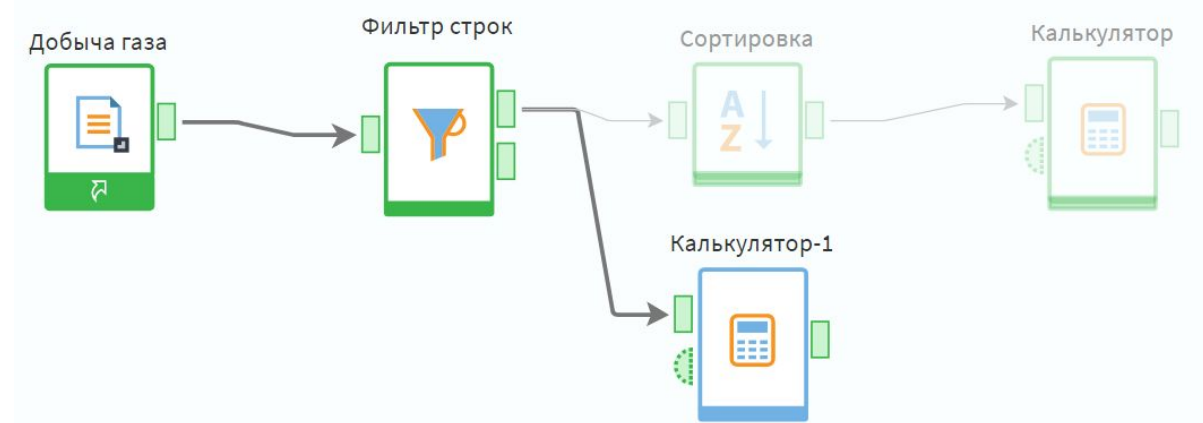 Добыча газа
Фильтр строк
Сортировка
Калькулятор
A
Z
Калькулятор-1